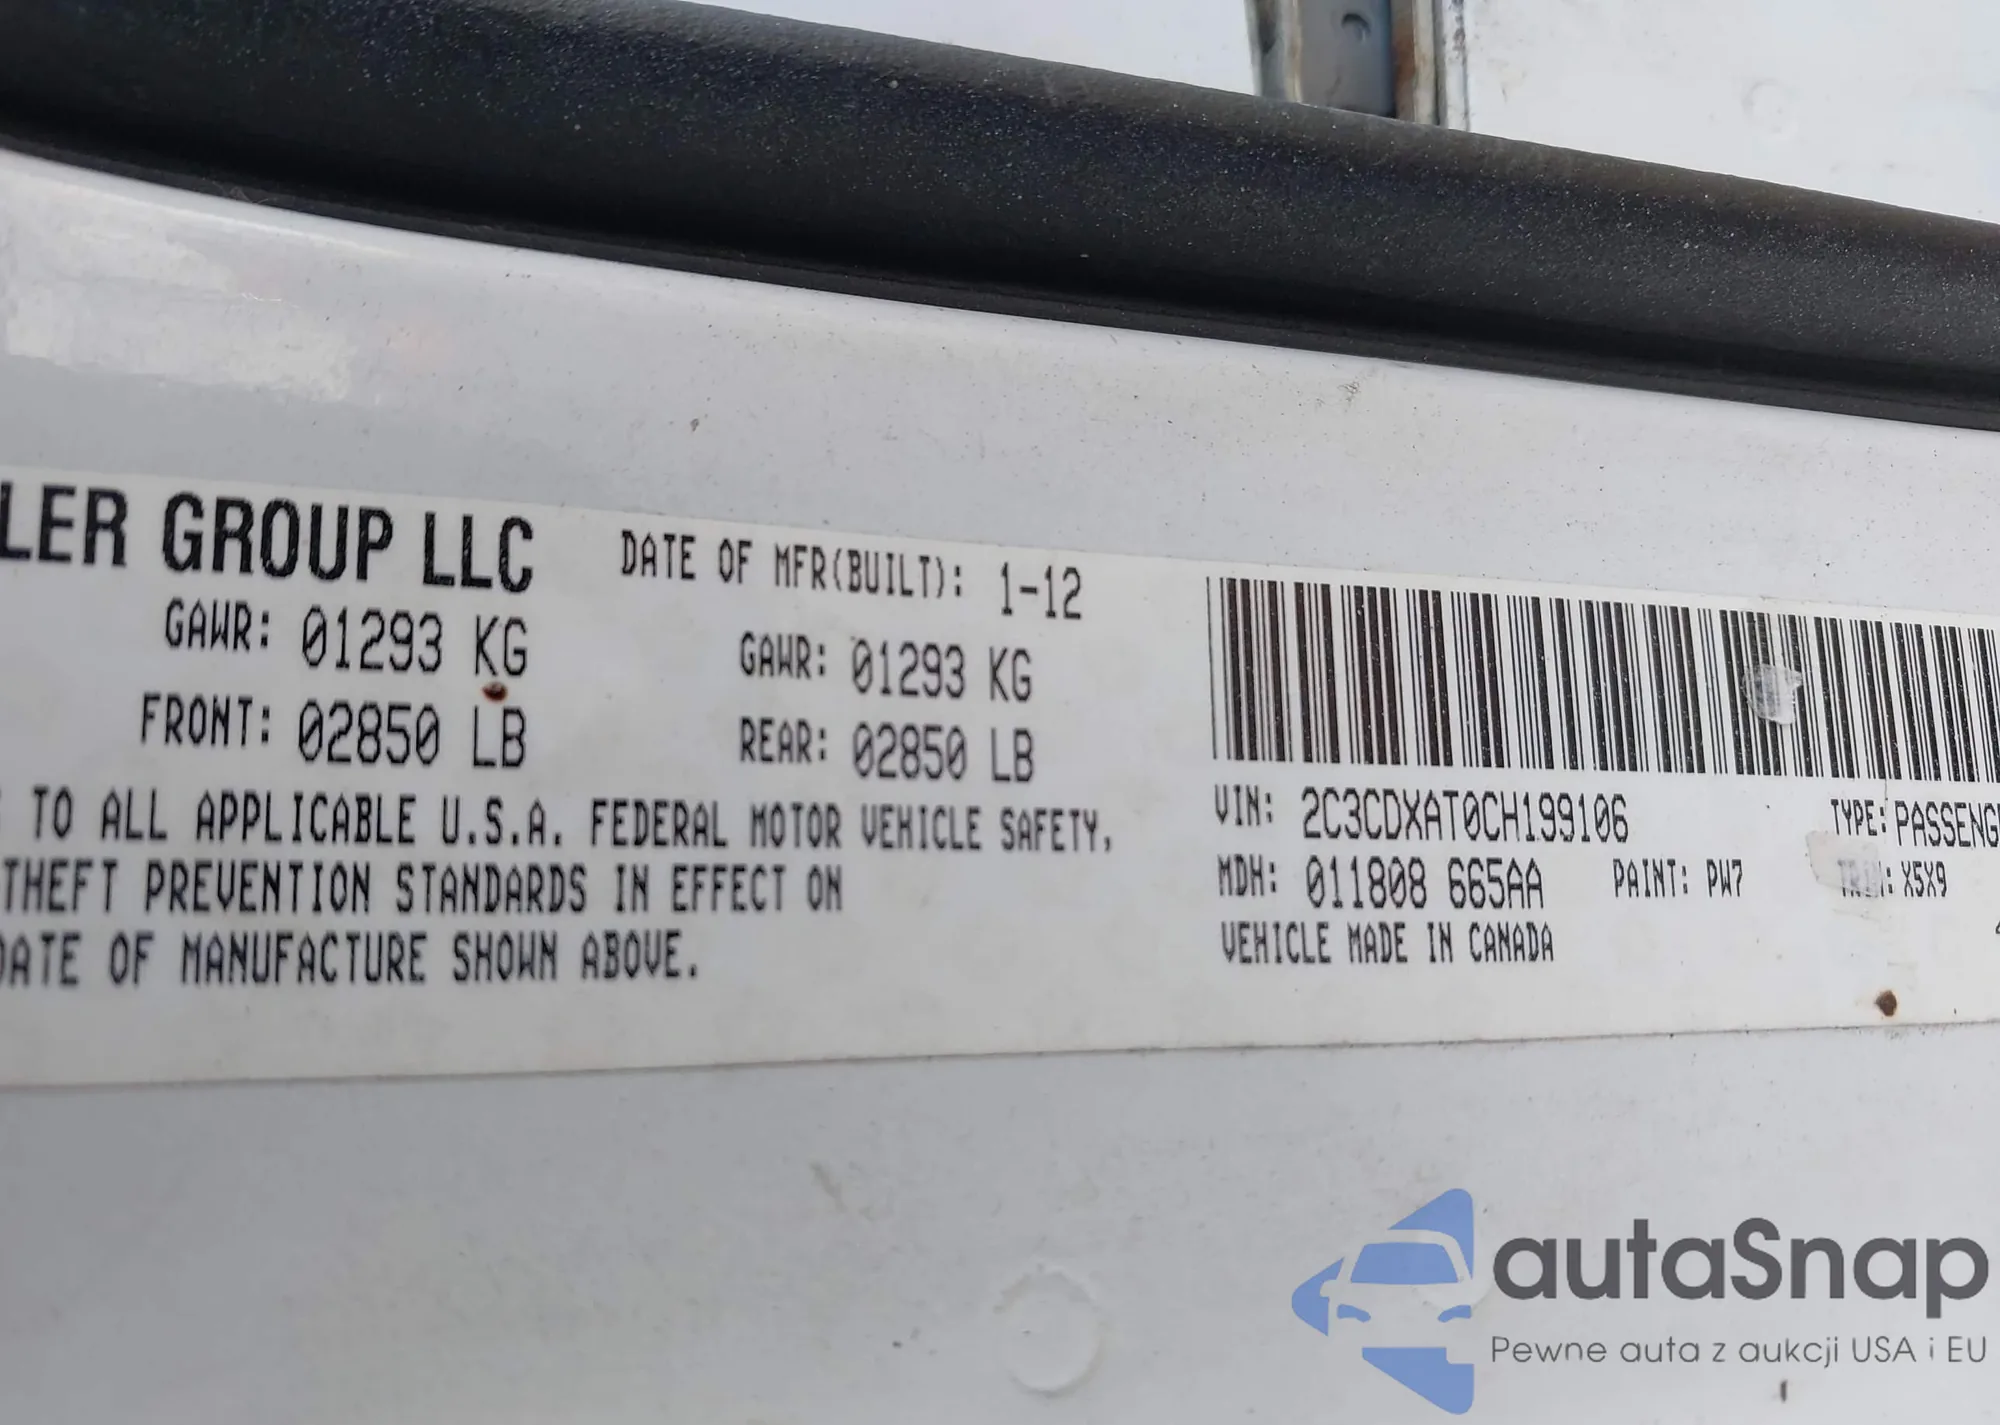 LER GROUP LLC
DATE OF MFR(BUILT): 1-12
GAWR: 01293 KG
GAWR: 01293 KG
FRONT: 02850 LB
REAR: 02850 LB
TO ALL APPLICABLE U.S.A. FEDERAL MOTOR VEHICLE SAFETY,
THEFT PREVENTION STANDARDS IN EFFECT ON
DATE OF MANUFACTURE SHOWN ABOVE.
VIN: 2C3CDXAT0CH199106
TYPE: PASSENGE
MDH: 011808 665AA
PAINT: PW7
TRIM: X5X9
VEHICLE MADE IN CANADA
autaSnap
Pewne auta z aukcji USA i EU